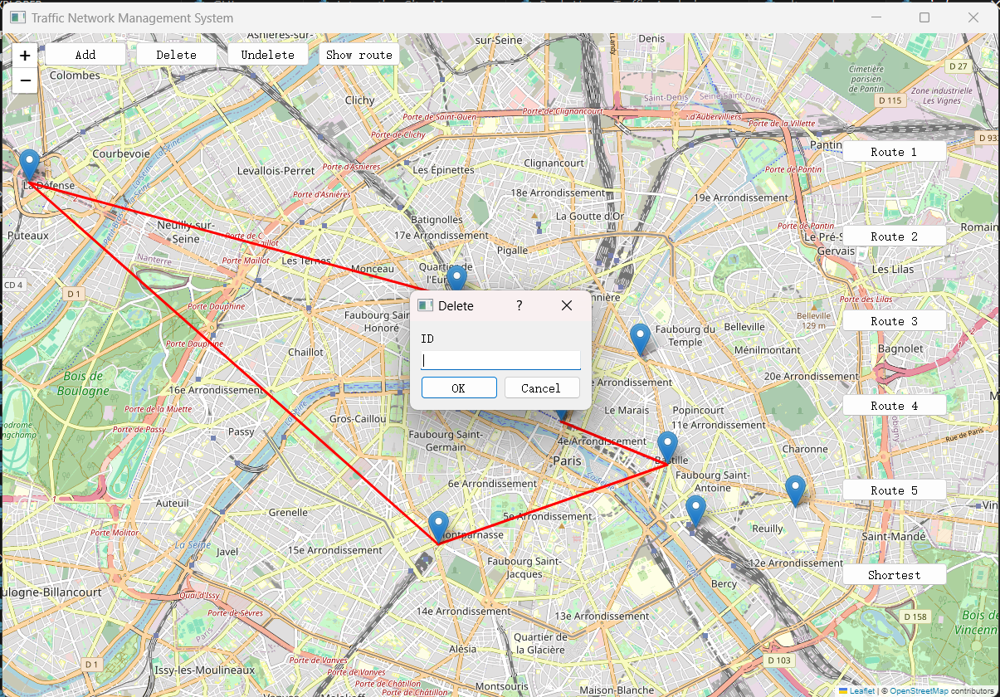 Traffic Network Management System
+
−
Add
Delete
Undelete
Show route
Asnières-sur-
sur-Seine
Denis
Colombes
Cimetière
parisien
de Pantin
D 27
Zone industrielle
Les Vignes
D 115
Saint-Denis
Seine-Saint-Denis
Clichy
Porte de Saint-Ouen
Porte de Clignancourt
d'Aubervilliers
Porte de la Villette
Porte-de-Clichy
D 93
Pantin
Route 1
Courbevoie
Levallois-Perret
Porte d'Asnières
Les Épinettes
Clignancourt
Porte de Pantin
La Défense
Porte d'Asnières
18e Arrondissement
19e Arrondissement
Batignolles
La Goutte d'Or
Neuilly-sur-
Seine
17e Arrondissement
Porte de Pantin
Romain
Puteaux
Nanterre
Route 2
Le Pré-S
Gervais
Pigalle
Les Ternes
Monceau
Quartier de
l'Eur
Les Lilas
CD 4
D 1
Porte Maillot
Porte Dauphine
Faubourg Sain
Honoré
nnière
Porte des Lilas
Delete
?
ID
OK
Cancel
Belleville
129 m
Route 3
Faubourg du
Temple
Belleville
Ménilmontant
Bagnolet
Porte Dauphine
Chaillot
Bois de
Boulogne
16e Arrondissement
e Arrondissement
20e Arrondissement
Porte de la Muette
Route 4
Le Marais
Popincourt
11e Arrondissement
Gros-Caillou
Porte de Passy
Passy
Faubourg Saint-
Germain
4e Arrondissement
Rue de Paris
Charonne
Paris
Bastille
La Seine
Faubourg Saint-
Antoine
6e Arrondissement
Route 5
Auteuil
Grenelle
5e Arrondissement
Porte Molitor
Reuilly
Saint-Mandé
Montparnasse
La Seine
Javel
15e Arrondissement
Faubourg Saint-
Jacques
12e Arrondissement
Shortest
Bercy
ulogne-Billancourt
Quai d'Issy
Porte de-Sèvres
14e Arrondissement
13e Arrondissement
D 158
Bois de
Vincenn
Alésia
Quartier de
la Glacière
D 1
Issy-les-Moulineaux
Porte de Vanves
Porte de Vanves
Porte de Châtillon
D 103
Montsouris
Maison-Blanche
Leaflet | © OpenStreetMap contributors